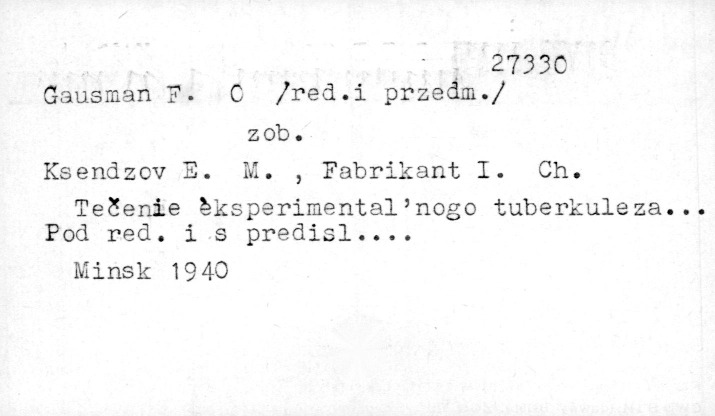 27330
Gausman F. O /red.i przedm./
zob.
Ksendzov E. M. , Fabrikant I. Ch.
Tečenie èksperimental'nogo tuberkuleza...
Pod red. i s predisl....
Minsk 1940